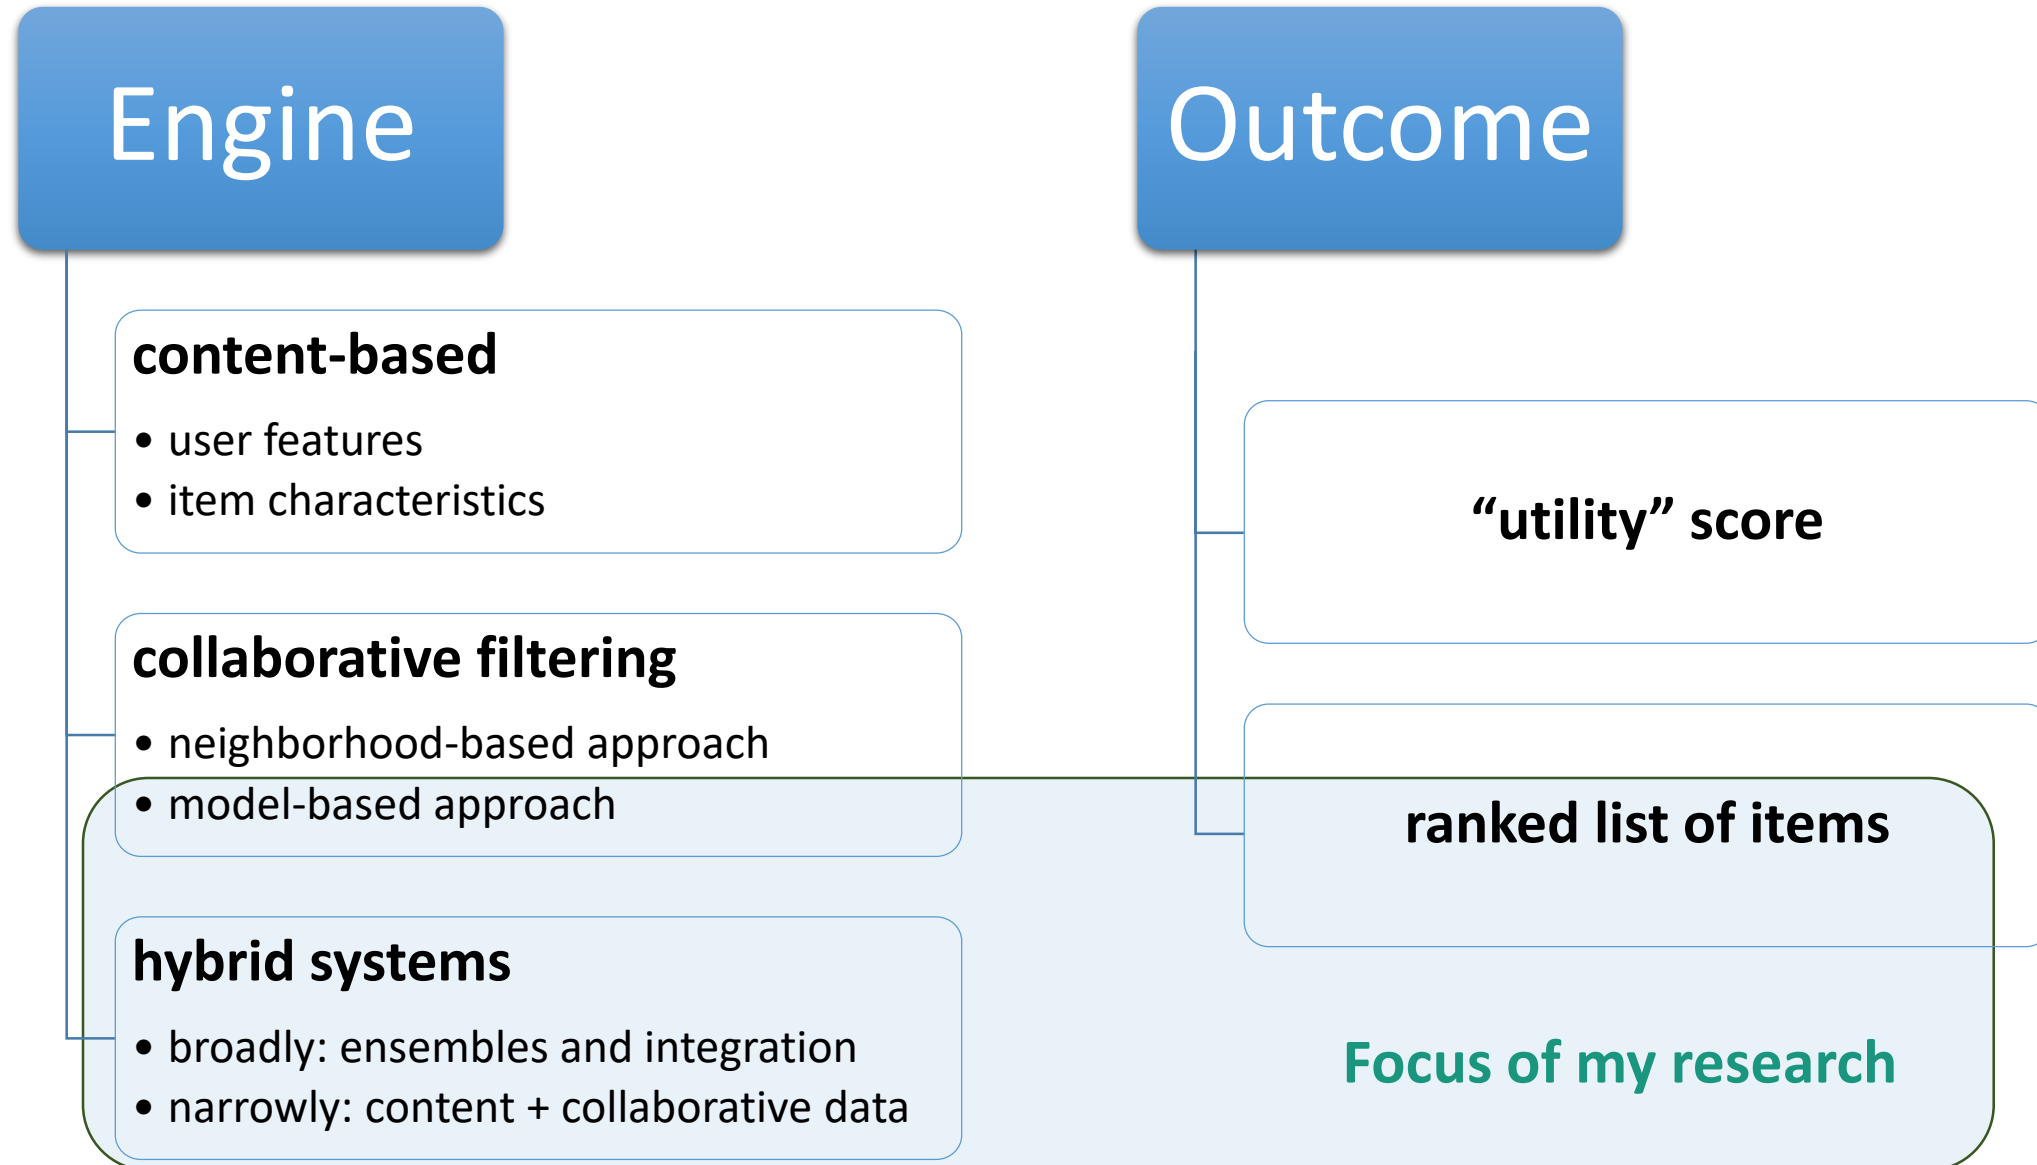 Engine
content-based
• user features
• item characteristics
collaborative filtering
• neighborhood-based approach
• model-based approach
hybrid systems
• broadly: ensembles and integration
• narrowly: content + collaborative data
Outcome
“utility” score
ranked list of items
Focus of my research